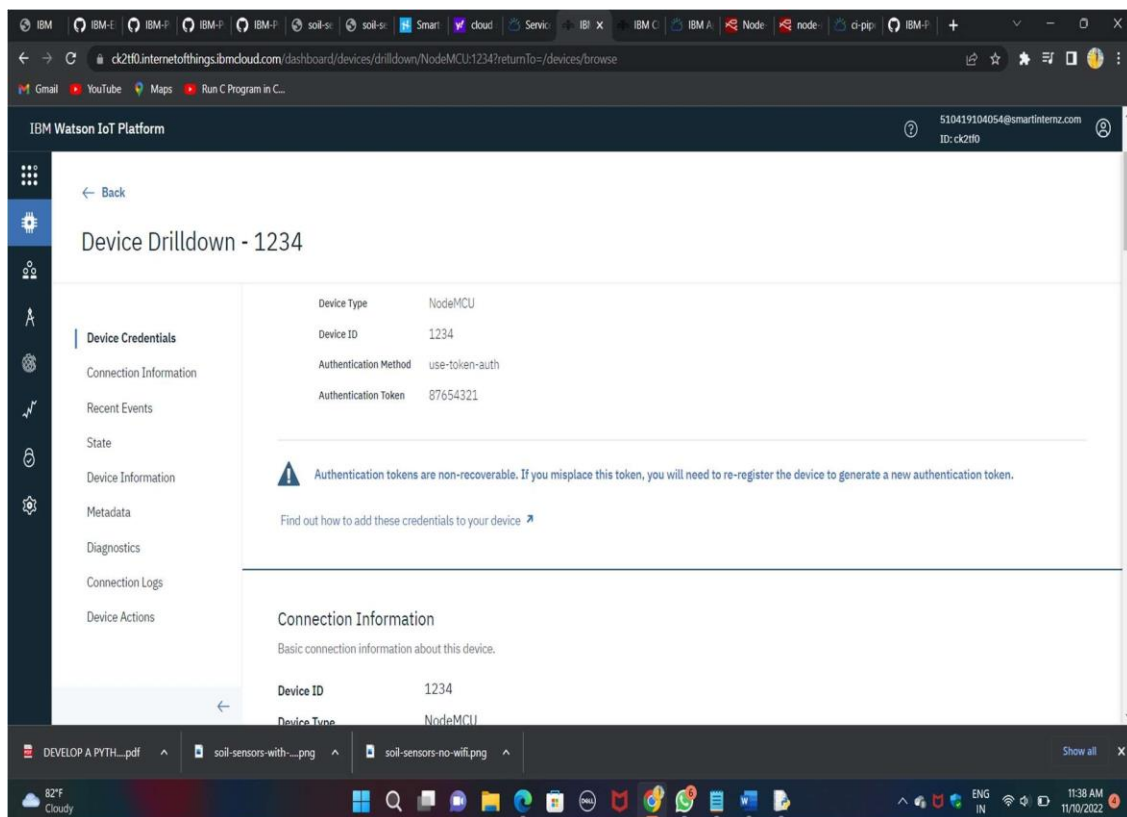 IBM IBM-E IBM-P IBM-P IBM-P soil-se soil-se Smart cloud Servic IBI X IBM C IBM A Node- node- ci-pip IBM-P +
ck2tf0.internetofthings.ibmcloud.com/dashboard/devices/drilldown/NodeMCU:1234?returnTo=/devices/browse
Gmail YouTube Maps Run C Program in C...
IBM Watson IoT Platform
510419104054@smartinternz.com
ID: ck2tf0
← Back
Device Drilldown - 1234
Device Credentials
Connection Information
Recent Events
State
Device Information
Metadata
Diagnostics
Connection Logs
Device Actions
Device Type NodeMCU
Device ID 1234
Authentication Method use-token-auth
Authentication Token 87654321
Authentication tokens are non-recoverable. If you misplace this token, you will need to re-register the device to generate a new authentication token.
Find out how to add these credentials to your device
Connection Information
Basic connection information about this device.
Device ID 1234
Device Type NodeMCU
DEVELOP A PYTH....pdf soil-sensors-with-....png soil-sensors-no-wifi.png Show all X
82°F
Cloudy
DELL
6
ENG
IN
11:38 AM
11/10/2022
4